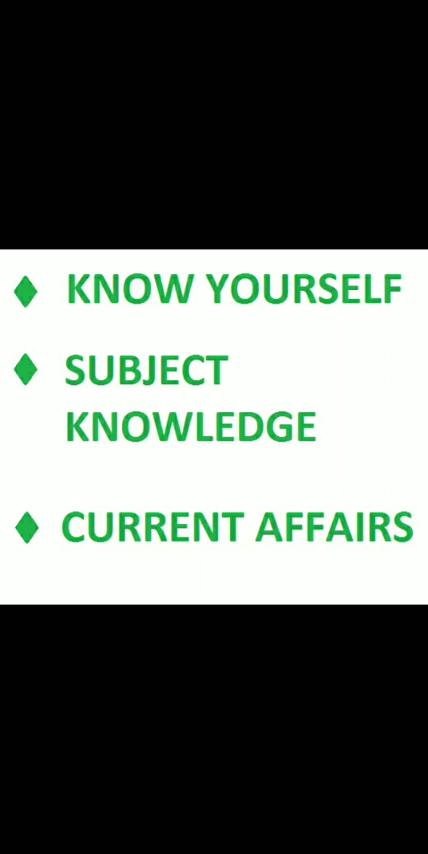 ♦ KNOW YOURSELF
♦ SUBJECT
KNOWLEDGE
♦ CURRENT AFFAIRS